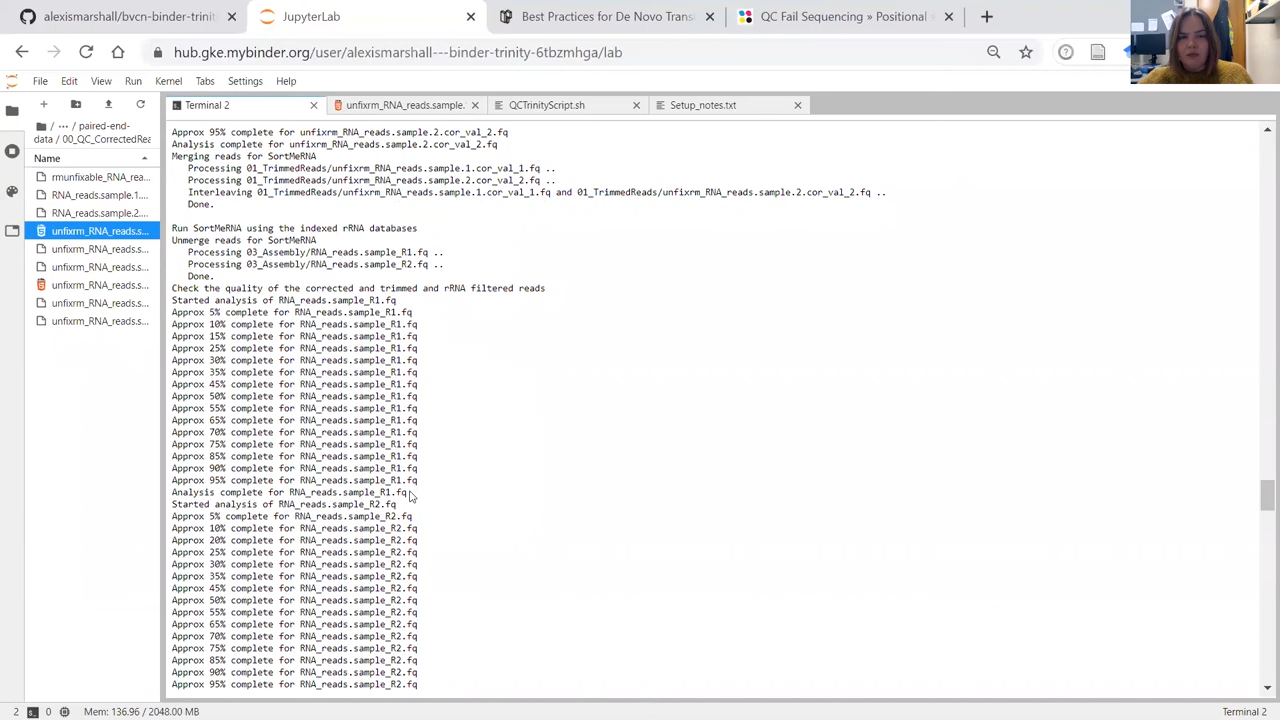 alexismarshall/bvcn-binder-trinit
JupyterLab
Best Practices for De Novo Trans
QC Fail Sequencing » Positional s
hub.gke.mybinder.org/user/alexismarshall---binder-trinity-6tbzmhga/lab
File Edit View Run Kernel Tabs Settings Help
/ ··· / paired-end-
data / 00_QC_CorrectedRea
Name
rmunfixable_RNA_rea...
RNA_reads.sample.1....
RNA_reads.sample.2....
unfixrm_RNA_reads.s...
unfixrm_RNA_reads.s...
unfixrm_RNA_reads.s...
unfixrm_RNA_reads.s...
unfixrm_RNA_reads.s...
unfixrm_RNA_reads.s...
Terminal 2
unfixrm_RNA_reads.sample.
QCTrinityScript.sh
Setup_notes.txt
Approx 95% complete for unfixrm_RNA_reads.sample.2.cor_val_2.fq
Analysis complete for unfixrm_RNA_reads.sample.2.cor_val_2.fq
Merging reads for SortMeRNA
Processing 01_TrimmedReads/unfixrm_RNA_reads.sample.1.cor_val_1.fq ..
Processing 01_TrimmedReads/unfixrm_RNA_reads.sample.2.cor_val_2.fq ..
Interleaving 01_TrimmedReads/unfixrm_RNA_reads.sample.1.cor_val_1.fq and 01_TrimmedReads/unfixrm_RNA_reads.sample.2.cor_val_2.fq ..
Done.
Run SortMeRNA using the indexed rRNA databases
Unmerge reads for SortMeRNA
Processing 03_Assembly/RNA_reads.sample_R1.fq ..
Processing 03_Assembly/RNA_reads.sample_R2.fq ..
Done.
Check the quality of the corrected and trimmed and rRNA filtered reads
Started analysis of RNA_reads.sample_R1.fq
Approx 5% complete for RNA_reads.sample_R1.fq
Approx 10% complete for RNA_reads.sample_R1.fq
Approx 15% complete for RNA_reads.sample_R1.fq
Approx 25% complete for RNA_reads.sample_R1.fq
Approx 30% complete for RNA_reads.sample_R1.fq
Approx 35% complete for RNA_reads.sample_R1.fq
Approx 45% complete for RNA_reads.sample_R1.fq
Approx 50% complete for RNA_reads.sample_R1.fq
Approx 55% complete for RNA_reads.sample_R1.fq
Approx 65% complete for RNA_reads.sample_R1.fq
Approx 70% complete for RNA_reads.sample_R1.fq
Approx 75% complete for RNA_reads.sample_R1.fq
Approx 85% complete for RNA_reads.sample_R1.fq
Approx 90% complete for RNA_reads.sample_R1.fq
Approx 95% complete for RNA_reads.sample_R1.fq
Analysis complete for RNA_reads.sample_R1.fq
Started analysis of RNA_reads.sample_R2.fq
Approx 5% complete for RNA_reads.sample_R2.fq
Approx 10% complete for RNA_reads.sample_R2.fq
Approx 20% complete for RNA_reads.sample_R2.fq
Approx 25% complete for RNA_reads.sample_R2.fq
Approx 30% complete for RNA_reads.sample_R2.fq
Approx 35% complete for RNA_reads.sample_R2.fq
Approx 45% complete for RNA_reads.sample_R2.fq
Approx 50% complete for RNA_reads.sample_R2.fq
Approx 55% complete for RNA_reads.sample_R2.fq
Approx 65% complete for RNA_reads.sample_R2.fq
Approx 70% complete for RNA_reads.sample_R2.fq
Approx 75% complete for RNA_reads.sample_R2.fq
Approx 85% complete for RNA_reads.sample_R2.fq
Approx 90% complete for RNA_reads.sample_R2.fq
Approx 95% complete for RNA_reads.sample_R2.fq
2 0 Mem: 136.96 / 2048.00 MB
Terminal 2